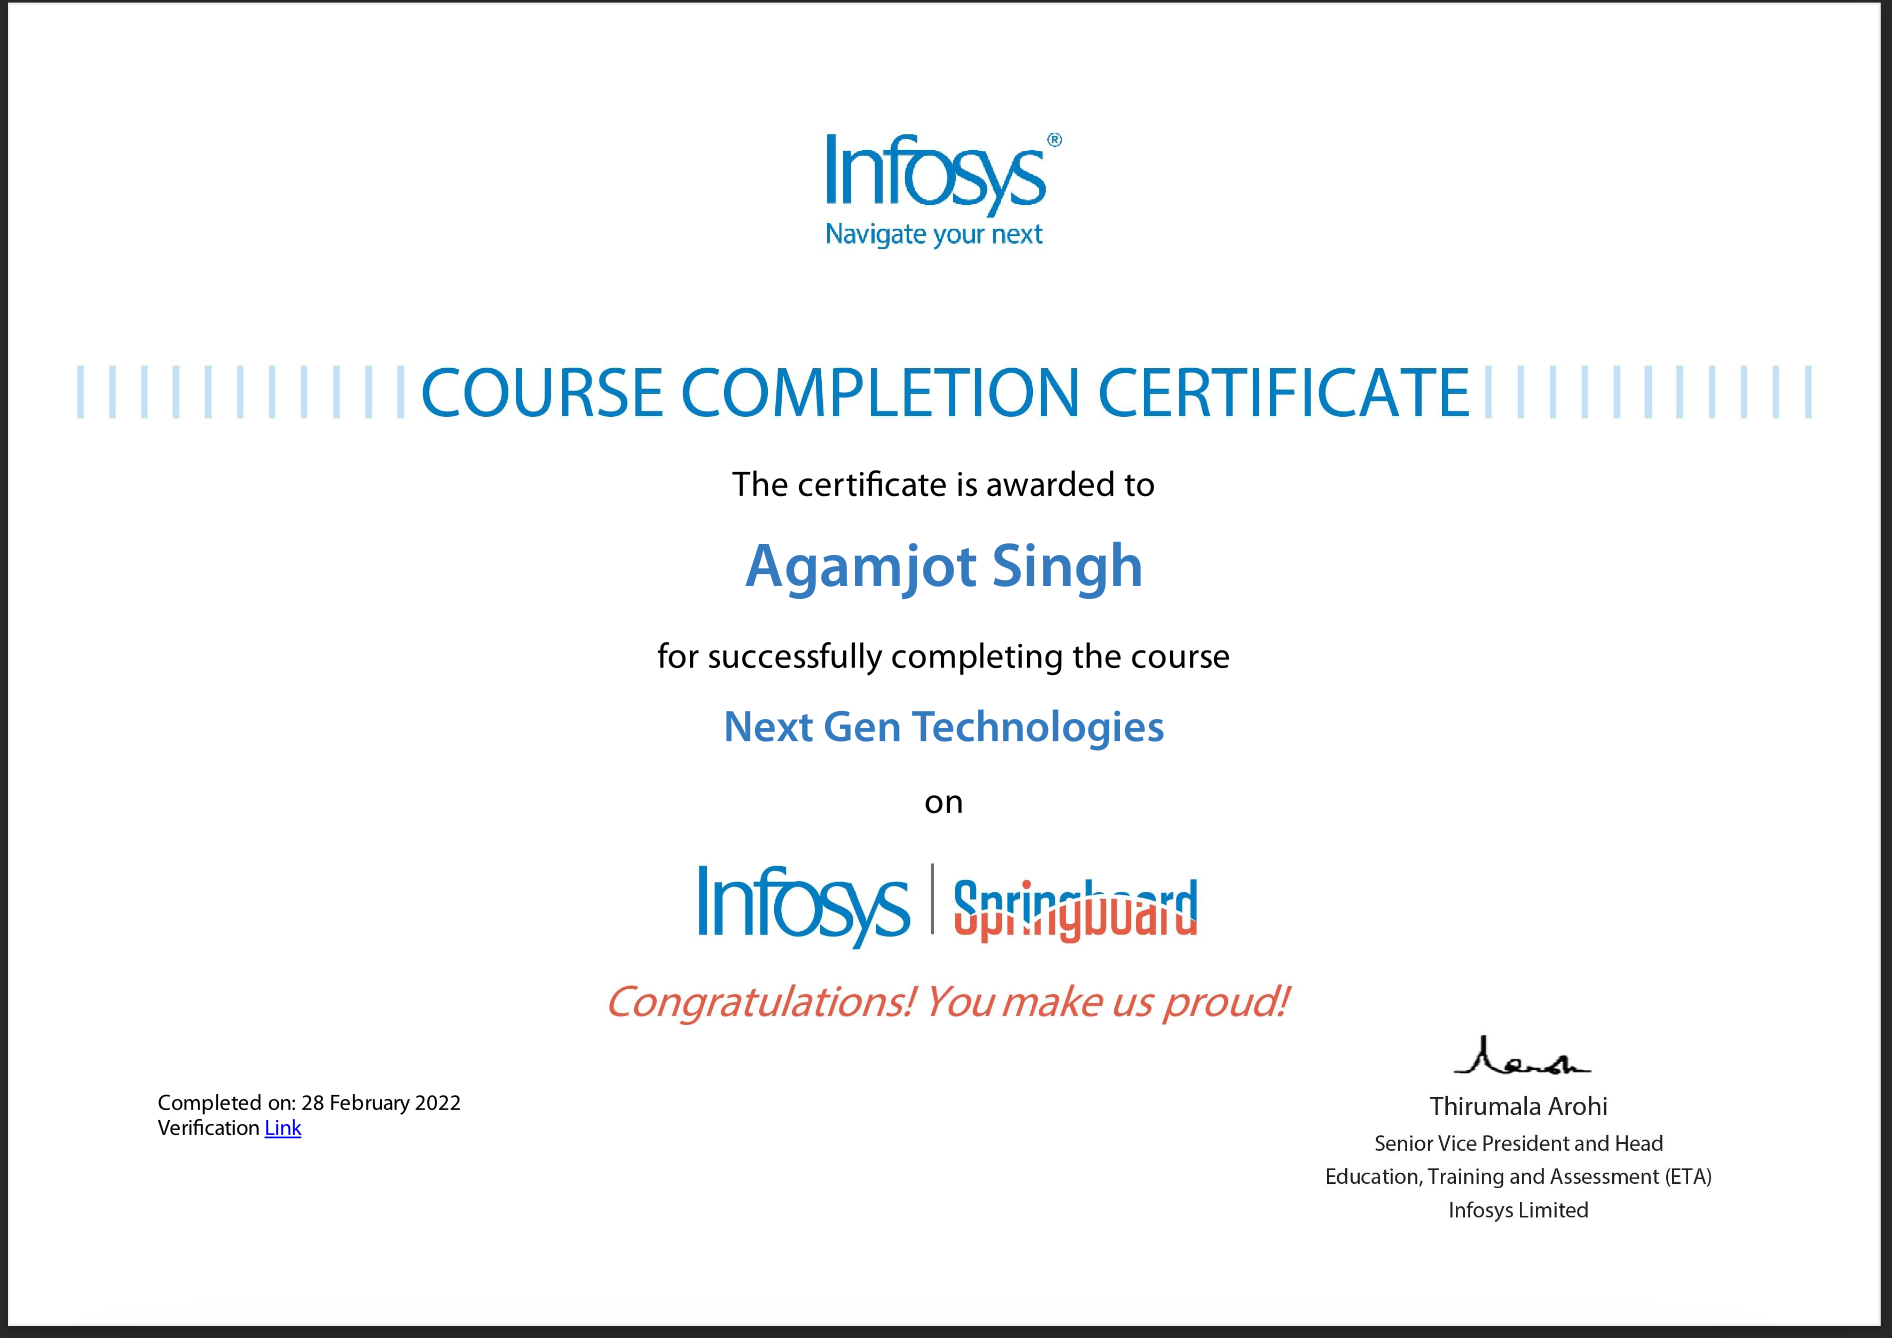 Infosys®
Navigate your next
COURSE COMPLETION CERTIFICATE
The certificate is awarded to
Agamjot Singh
for successfully completing the course
Next Gen Technologies
on
Infosys | Springboard
Congratulations! You make us proud!
Completed on: 28 February 2022
Verification Link
Thirumala Arohi
Senior Vice President and Head
Education, Training and Assessment (ETA)
Infosys Limited